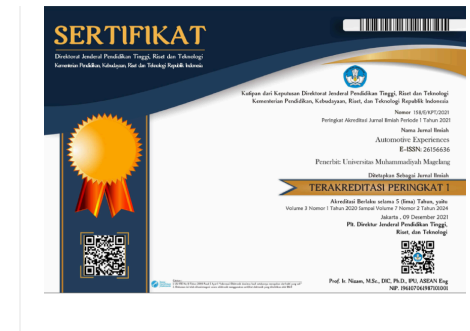 SERTIFIKAT
Direktorat Jenderal Pendidikan Tinggi, Riset dan Teknologi
Kementerian Pendidikan, Kebudayaan, Riset dan Teknologi Republik Indonesia
Kutipan dari Keputusan Direktorat Jenderal Pendidikan Tinggi, Riset dan Teknologi
Kementerian Pendidikan, Kebudayaan, Riset, dan Teknologi Republik Indonesia
Nomor 158/E/KPT/2021
Peringkat Akreditasi Jurnal Ilmiah Periode 1 Tahun 2021
Nama Jurnal Ilmiah
Automotive Experiences
E-ISSN: 26156636
Penerbit: Universitas Muhammadiyah Magelang
Ditetapkan Sebagai Jurnal Ilmiah
TERAKREDITASI PERINGKAT 1
Akreditasi Berlaku selama 5 (lima) Tahun, yaitu
Volume 3 Nomor 1 Tahun 2020 Sampai Volume 7 Nomor 2 Tahun 2024
Jakarta, 09 Desember 2021
Plt. Direktur Jenderal Pendidikan Tinggi,
Riset, dan Teknologi
Prof. Ir. Nizam, M.Sc., DIC, Ph.D., IPU, ASEAN Eng
NIP. 196107061987101001